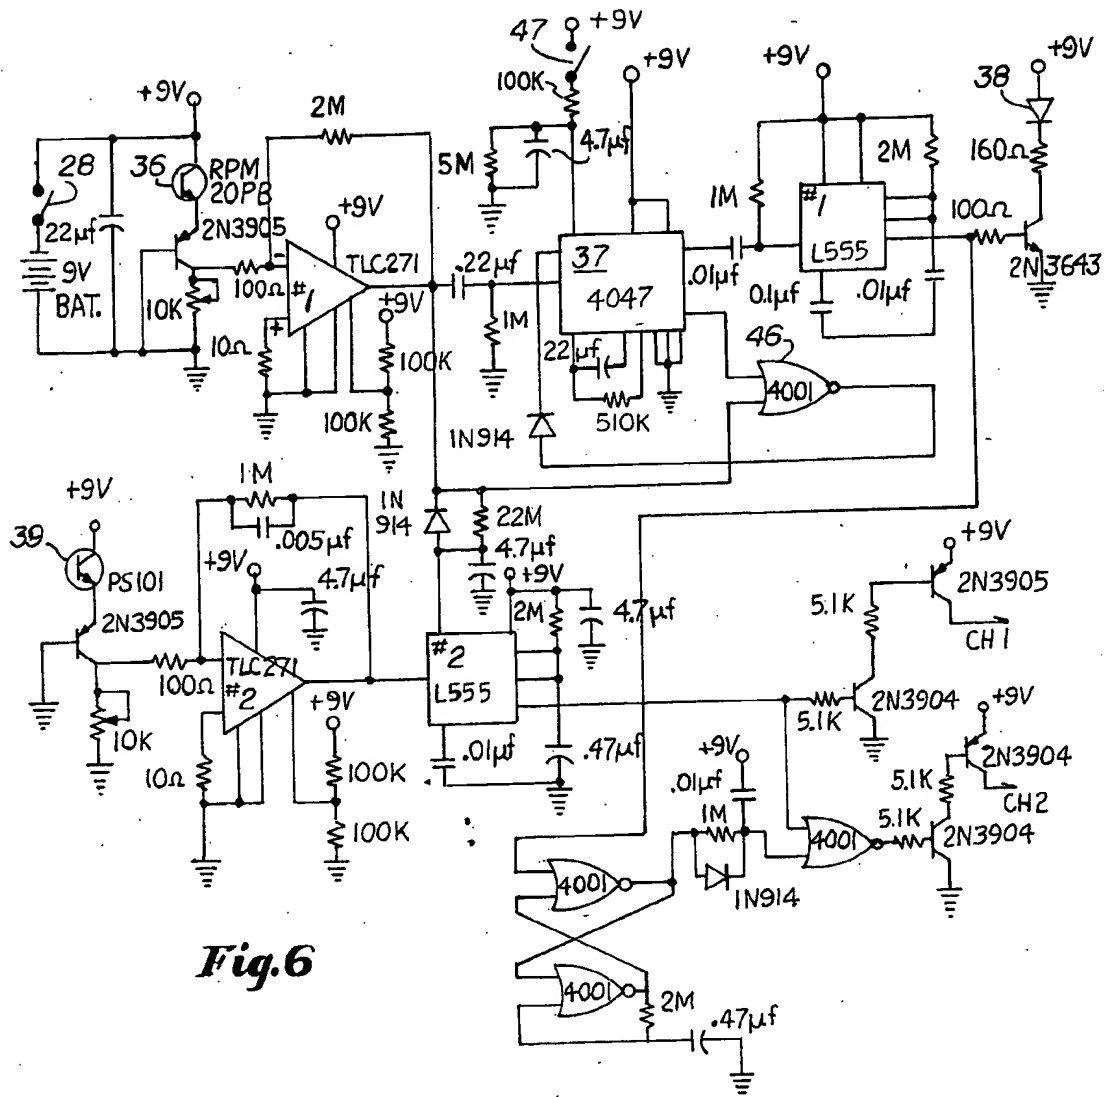 47
+9V
+9V
+9V
+9V
38
+9V
2M
100K
4.7µf
2M
160Ω
28
36
RPM
20PB
5M
1M
#1
100Ω
22µf
2N3905
+9V
TLC271
.22µf
37
L555
2N3643
9V
BAT.
100Ω
#1
+9V
4047
.01µf
0.1µf
.01µf
10K
1M
46
10Ω
100K
22µf
4001
100K
510K
1N914
1M
+9V
1N
914
22M
.005µf
39
+9V
4.7µf
4.7µf
+9V
+9V
PS101
2M
4.7µf
2N3905
2N3905
5.1K
CH1
TLC271
#2
L555
100Ω
#2
+9V
2N3904
5.1K
+9V
10K
.01µf
.47µf
+9V
2N3904
10Ω
100K
.01µf
5.1K
CH2
1M
5.1K
100K
4001
2N3904
4001
1N914
Fig.6
4001
2M
.47µf